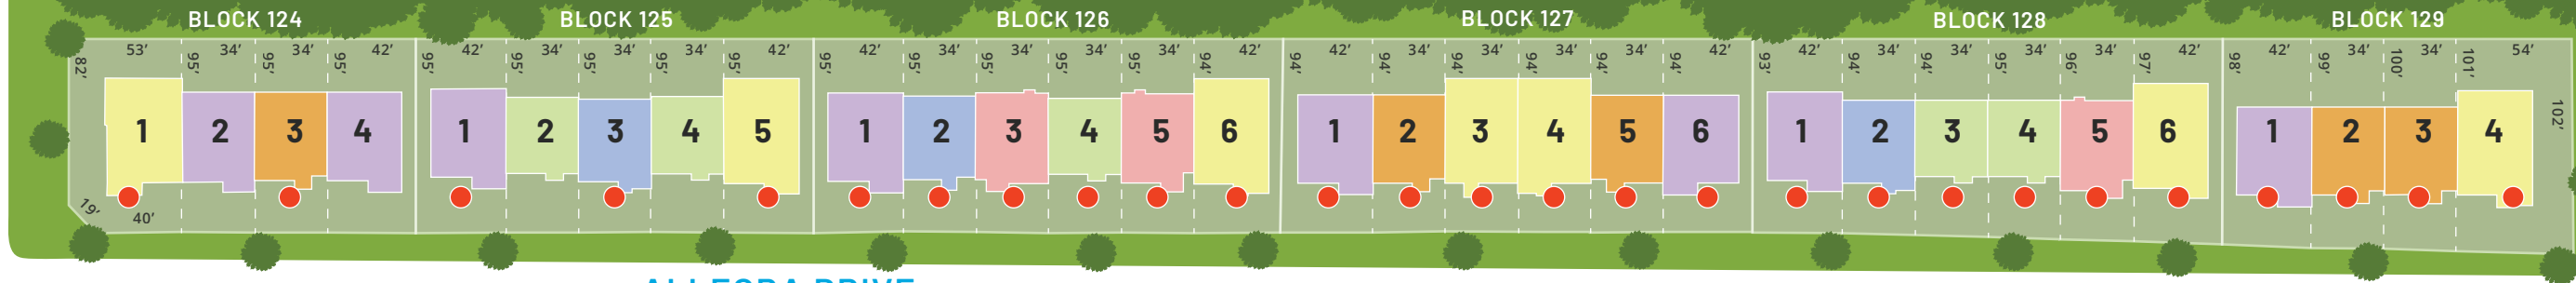 BLOCK 124 BLOCK 125 BLOCK 126 BLOCK 127 BLOCK 128 BLOCK 129
53’ 34’ 34’ 42’ 42’ 34’ 34’ 34’ 42’ 42’ 34’ 34’ 34’ 34’ 42’ 42’ 34’ 34’ 34’ 34’ 42’ 42’ 34’ 34’ 34’ 34’ 42’ 42’ 34’ 34’ 54’
82’ 95’ 95’ 95’ 95’ 95’ 95’ 95’ 95’ 95’ 95’ 95’ 95’ 95’ 94’ 94’ 94’ 94’ 94’ 94’ 94’ 93’ 94’ 94’ 95’ 96’ 97’ 98’ 99’ 100’ 101’ 102’
1 2 3 4 1 2 3 4 5 1 2 3 4 5 6 1 2 3 4 5 6 1 2 3 4 5 6 1 2 3 4
19’ 40’
ALLEGRA DRIVE